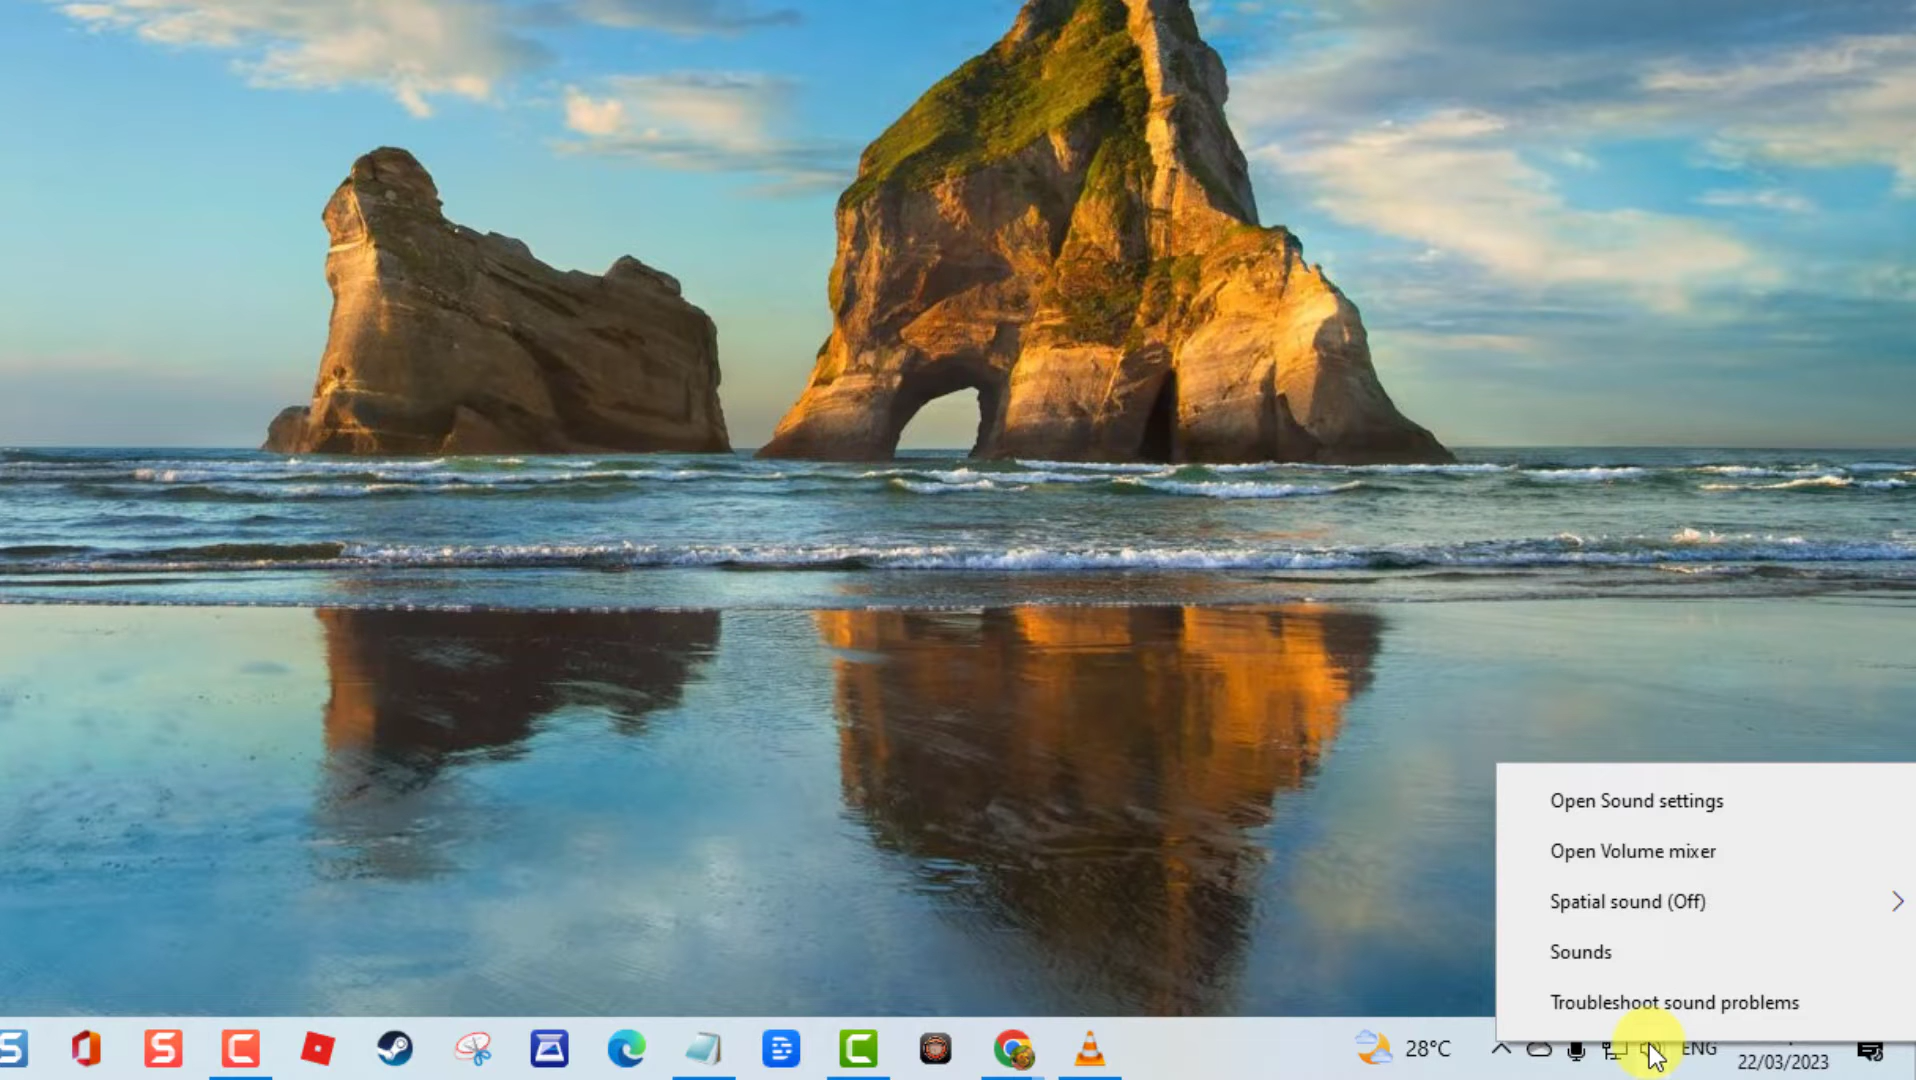 Open Sound settings
Open Volume mixer
Spatial sound (Off)
Sounds
Troubleshoot sound problems
28°C
ENG
22/03/2023